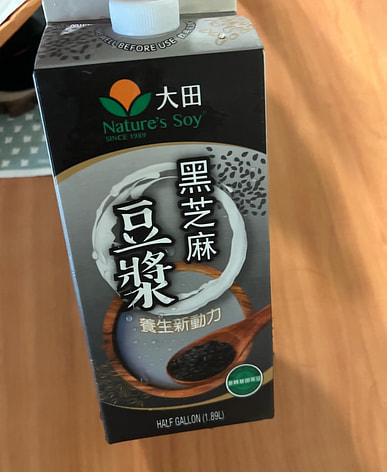 WELL BEFORE USE
大田
Nature's Soy
SINCE 1989
黑芝麻
豆漿
養生新動力
HALF GALLON (1.89L)